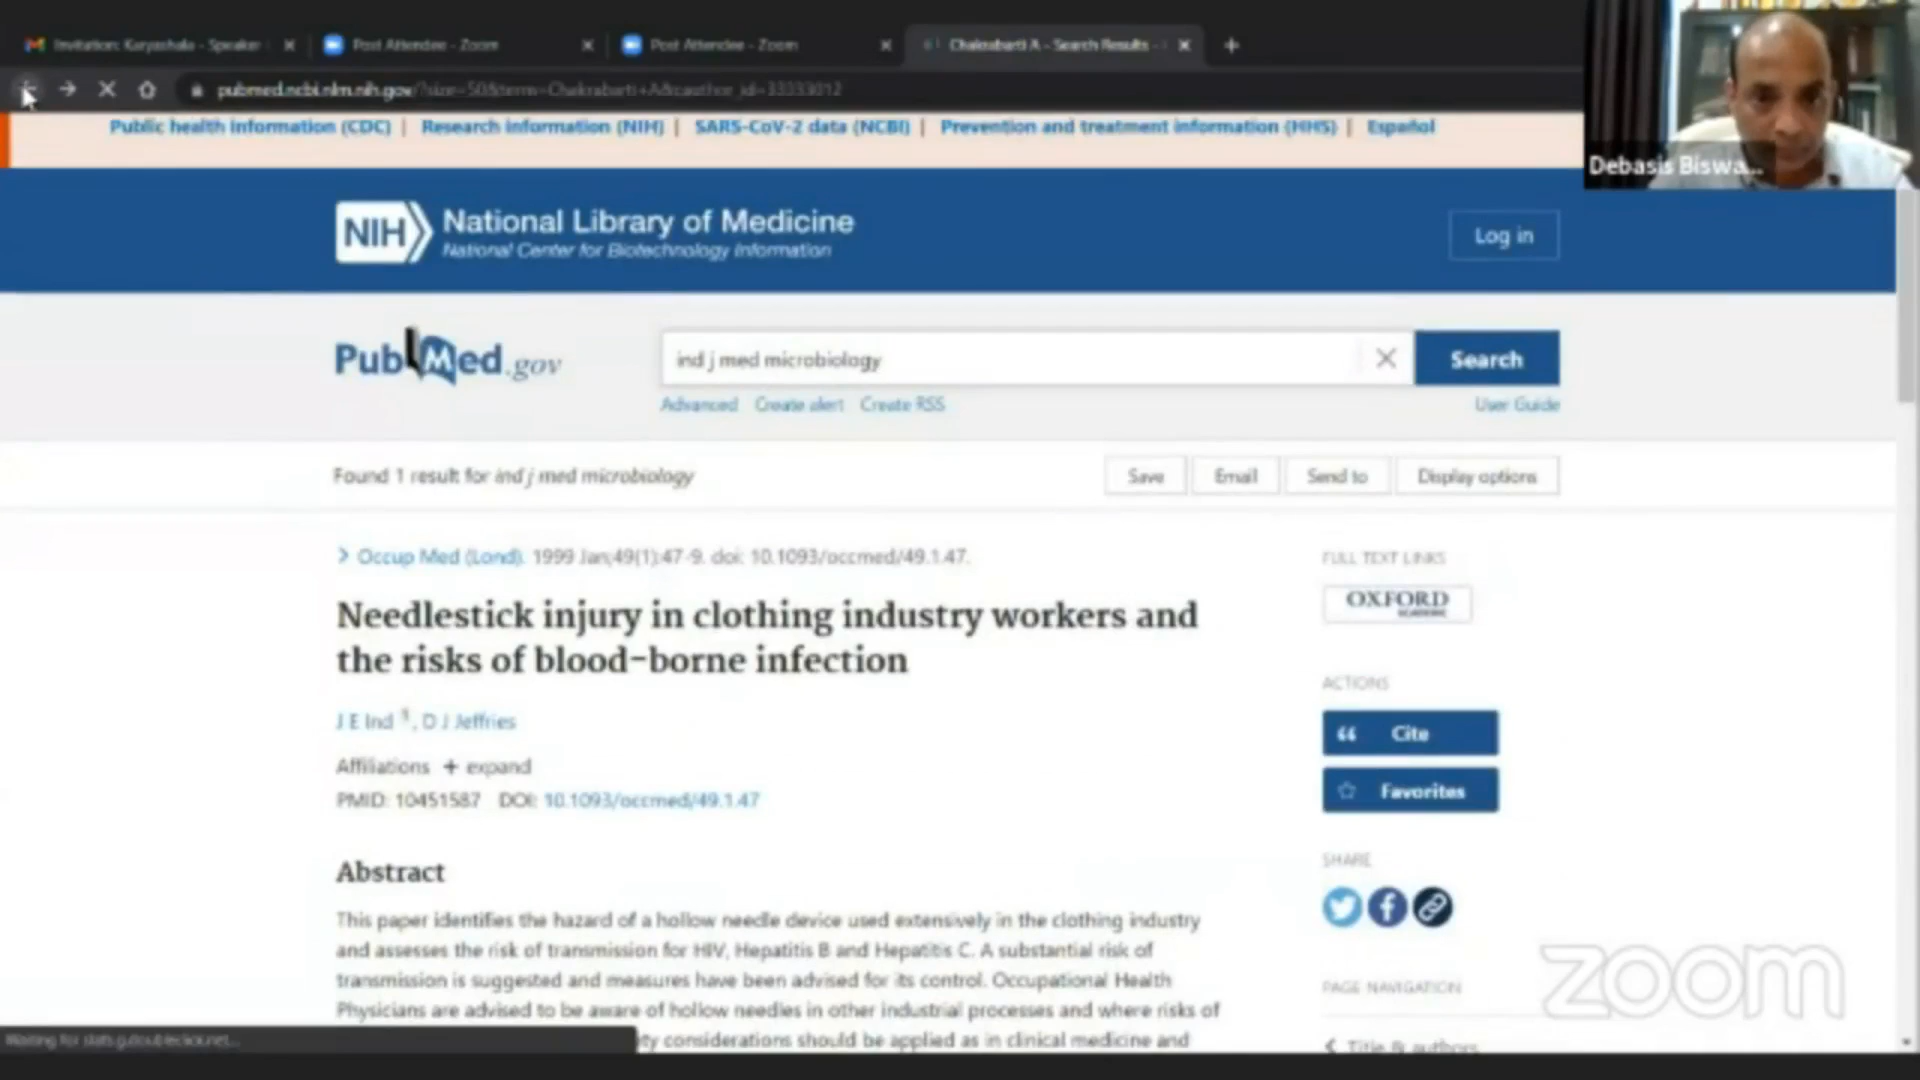 Invitation: Karyashala - Speaker
Post Attendee - Zoom
Post Attendee - Zoom
Chakrabarti A - Search Results -
pubmed.ncbi.nlm.nih.gov/?size=50&term=Chakrabarti+A&cauthor_id=33333012
Public health information (CDC) | Research information (NIH) | SARS-CoV-2 data (NCBI) | Prevention and treatment information (HHS) | Español
Debasis Biswa...
NIH National Library of Medicine
National Center for Biotechnology Information
Log in
PubMed.gov
ind j med microbiology
Search
Advanced Create alert Create RSS
User Guide
Found 1 result for ind j med microbiology
Save Email Send to Display options
Occup Med (Lond). 1999 Jan;49(1):47-9. doi: 10.1093/occmed/49.1.47.
Needlestick injury in clothing industry workers and
the risks of blood-borne infection
J E Ind 1, D J Jeffries
Affiliations + expand
PMID: 10451587 DOI: 10.1093/occmed/49.1.47
Abstract
This paper identifies the hazard of a hollow needle device used extensively in the clothing industry
and assesses the risk of transmission for HIV, Hepatitis B and Hepatitis C. A substantial risk of
transmission is suggested and measures have been advised for its control. Occupational Health
Physicians are advised to be aware of hollow needles in other industrial processes and where risks of
ty considerations should be applied as in clinical medicine and
FULL TEXT LINKS
OXFORD
ACADEMIC
ACTIONS
Cite
Favorites
SHARE
PAGE NAVIGATION
Title & authors
zoom
Waiting for stats.g.doubleclick.net...